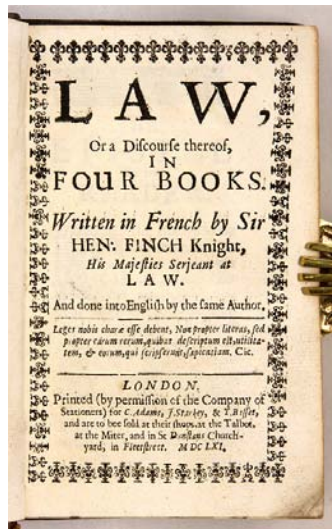 LAW,
Or a Discourse thereof,
IN
FOUR BOOKS.
Written in French by Sir
HEN: FINCH Knight,
His Majeſties Serjeant at
LAW.
And done into Engliſh by the ſame Author.
Leges nobis charæ eſſe debent, Non propter literas, ſed
propter earum rerum, quibus deſcriptum eſt, utilita-
tem, & eorum, qui ſcripſerunt, ſapientiam. Cic.
LONDON,
Printed (by permiſſion of the Company of
Stationers) for C. Adams, J. Starkey, & T. Baſſet,
and are to bee ſold at their ſhops, at the Talbot,
at the Miter, and in St Dunſtans Church-
yard, in Fleetſtreet. MDCLXI.